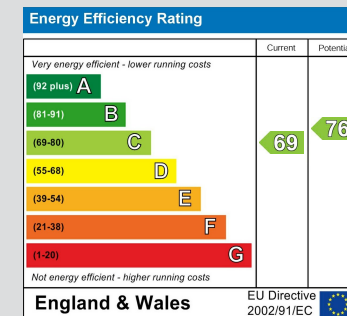 Energy Efficiency Rating
Current
Very energy efficient - lower running costs
(92 plus) A
(81-91) B
(69-80) C
69
76
(55-68) D
(39-54) E
(21-38) F
(1-20) G
Not energy efficient - higher running costs
England & Wales
EU Directive
2002/91/EC